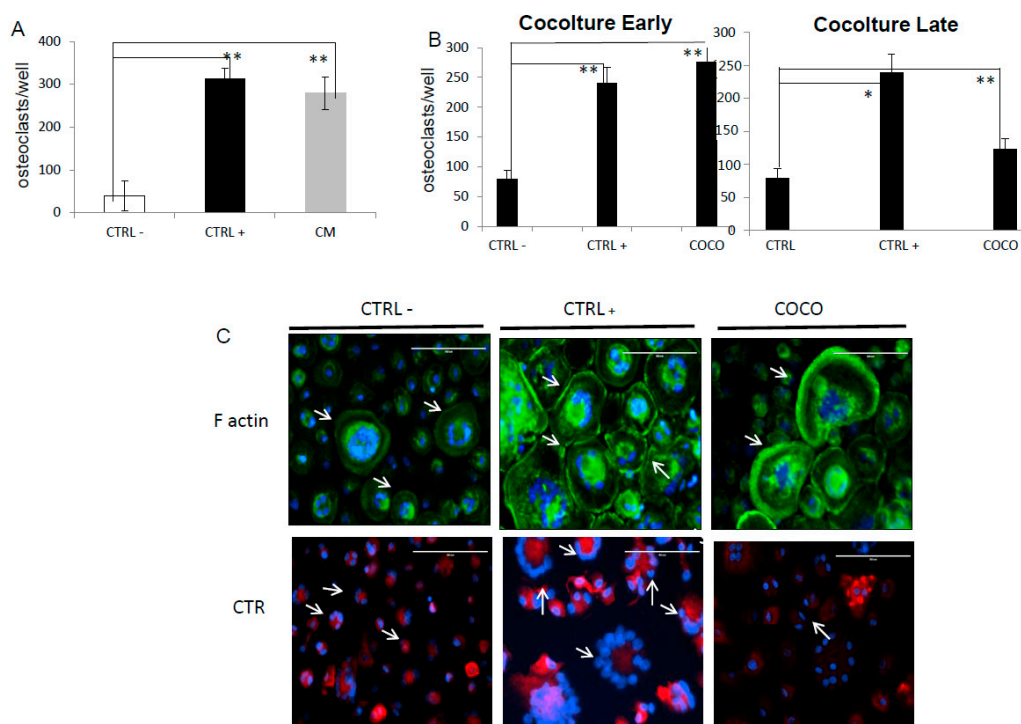 A
400
300
200
100
0
osteoclasts/well
**
**
CTRL -
CTRL +
CM
B
Cocolture Early
300
250
200
150
100
50
0
osteoclasts/well
**
**
CTRL -
CTRL +
COCO
Cocolture Late
300
250
200
150
100
50
0
*
**
CTRL
CTRL +
COCO
C
CTRL -
CTRL +
COCO
F actin
CTR